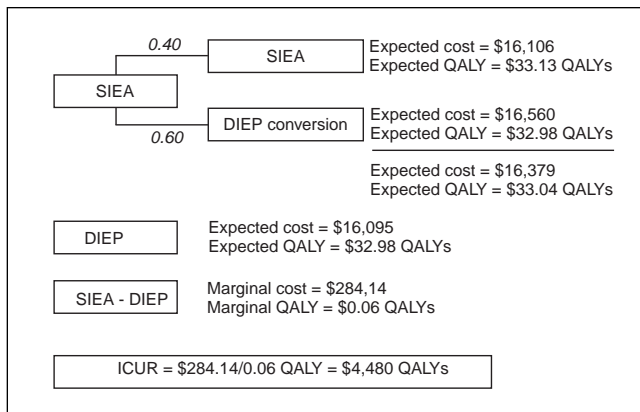 0.40
SIEA
Expected cost = $16,106
Expected QALY = $33.13 QALYs
SIEA
0.60
DIEP conversion
Expected cost = $16,560
Expected QALY = $32.98 QALYs
Expected cost = $16,379
Expected QALY = $33.04 QALYs
DIEP
Expected cost = $16,095
Expected QALY = $32.98 QALYs
SIEA - DIEP
Marginal cost = $284,14
Marginal QALY = $0.06 QALYs
ICUR = $284.14/0.06 QALY = $4,480 QALYs